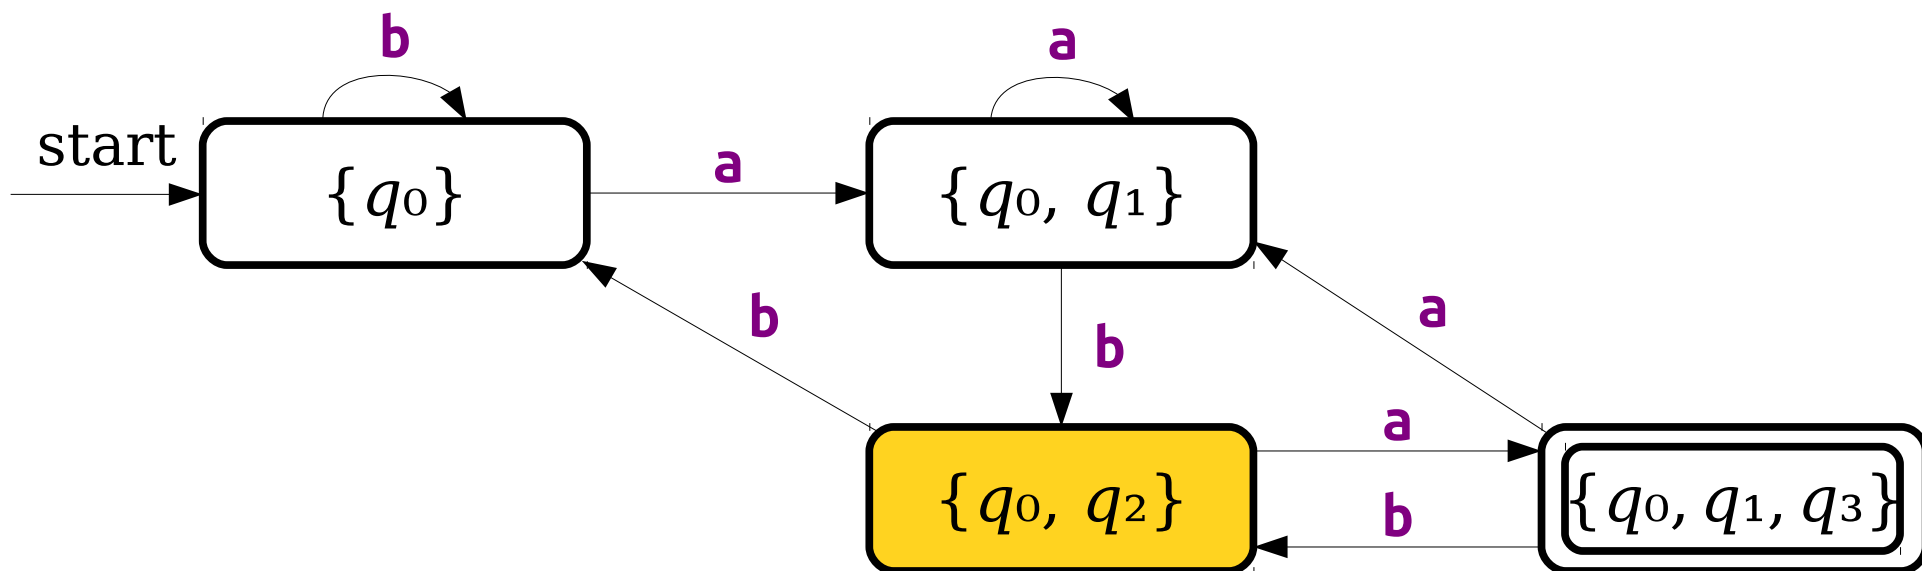 b
a
start
a
{q₀}
{q₀, q₁}
b
b
a
a
{q₀, q₂}
{q₀, q₁, q₃}
b